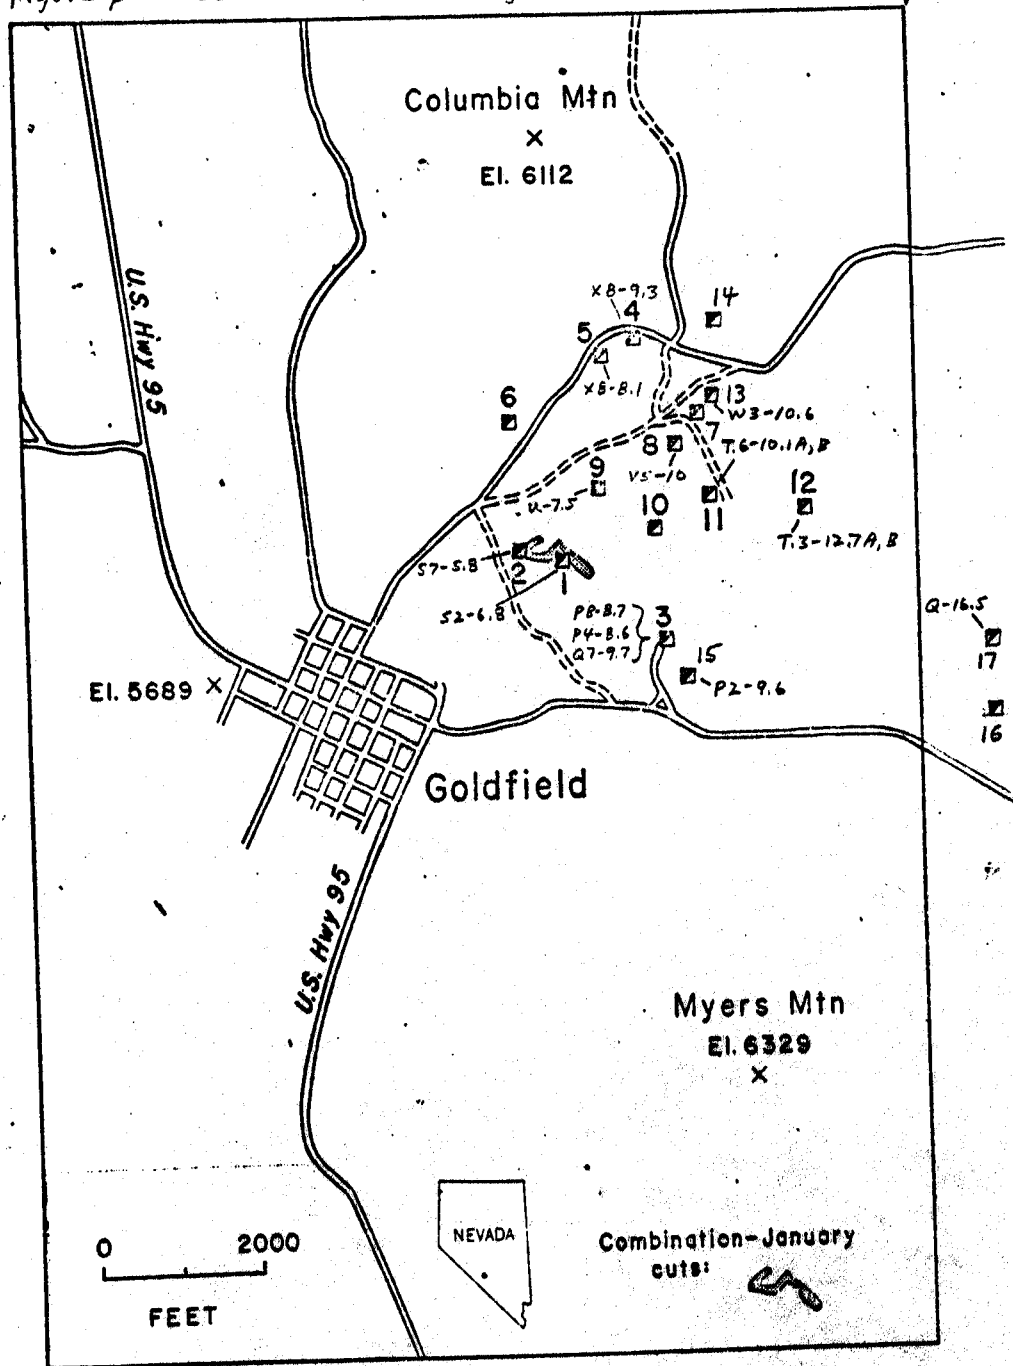 Columbia Mtn
×
El. 6112
U.S. Hwy 95
X8-9.3
14
4
5
X8-8.1
6
13
W3-10.6
7
8
T.6-10.1A,B
V5-10
9
12
U-7.5
10
11
T.3-12.7A,B
S7-5.8
2
1
S2-6.8
P8-8.7
P4-8.6
Q7-9.7
3
Q-16.5
15
17
P2-9.6
El. 5689 ×
16
Goldfield
U.S. Hwy 95
Myers Mtn
El. 6329
×
NEVADA
Combination-January
cuts:
0 2000
FEET